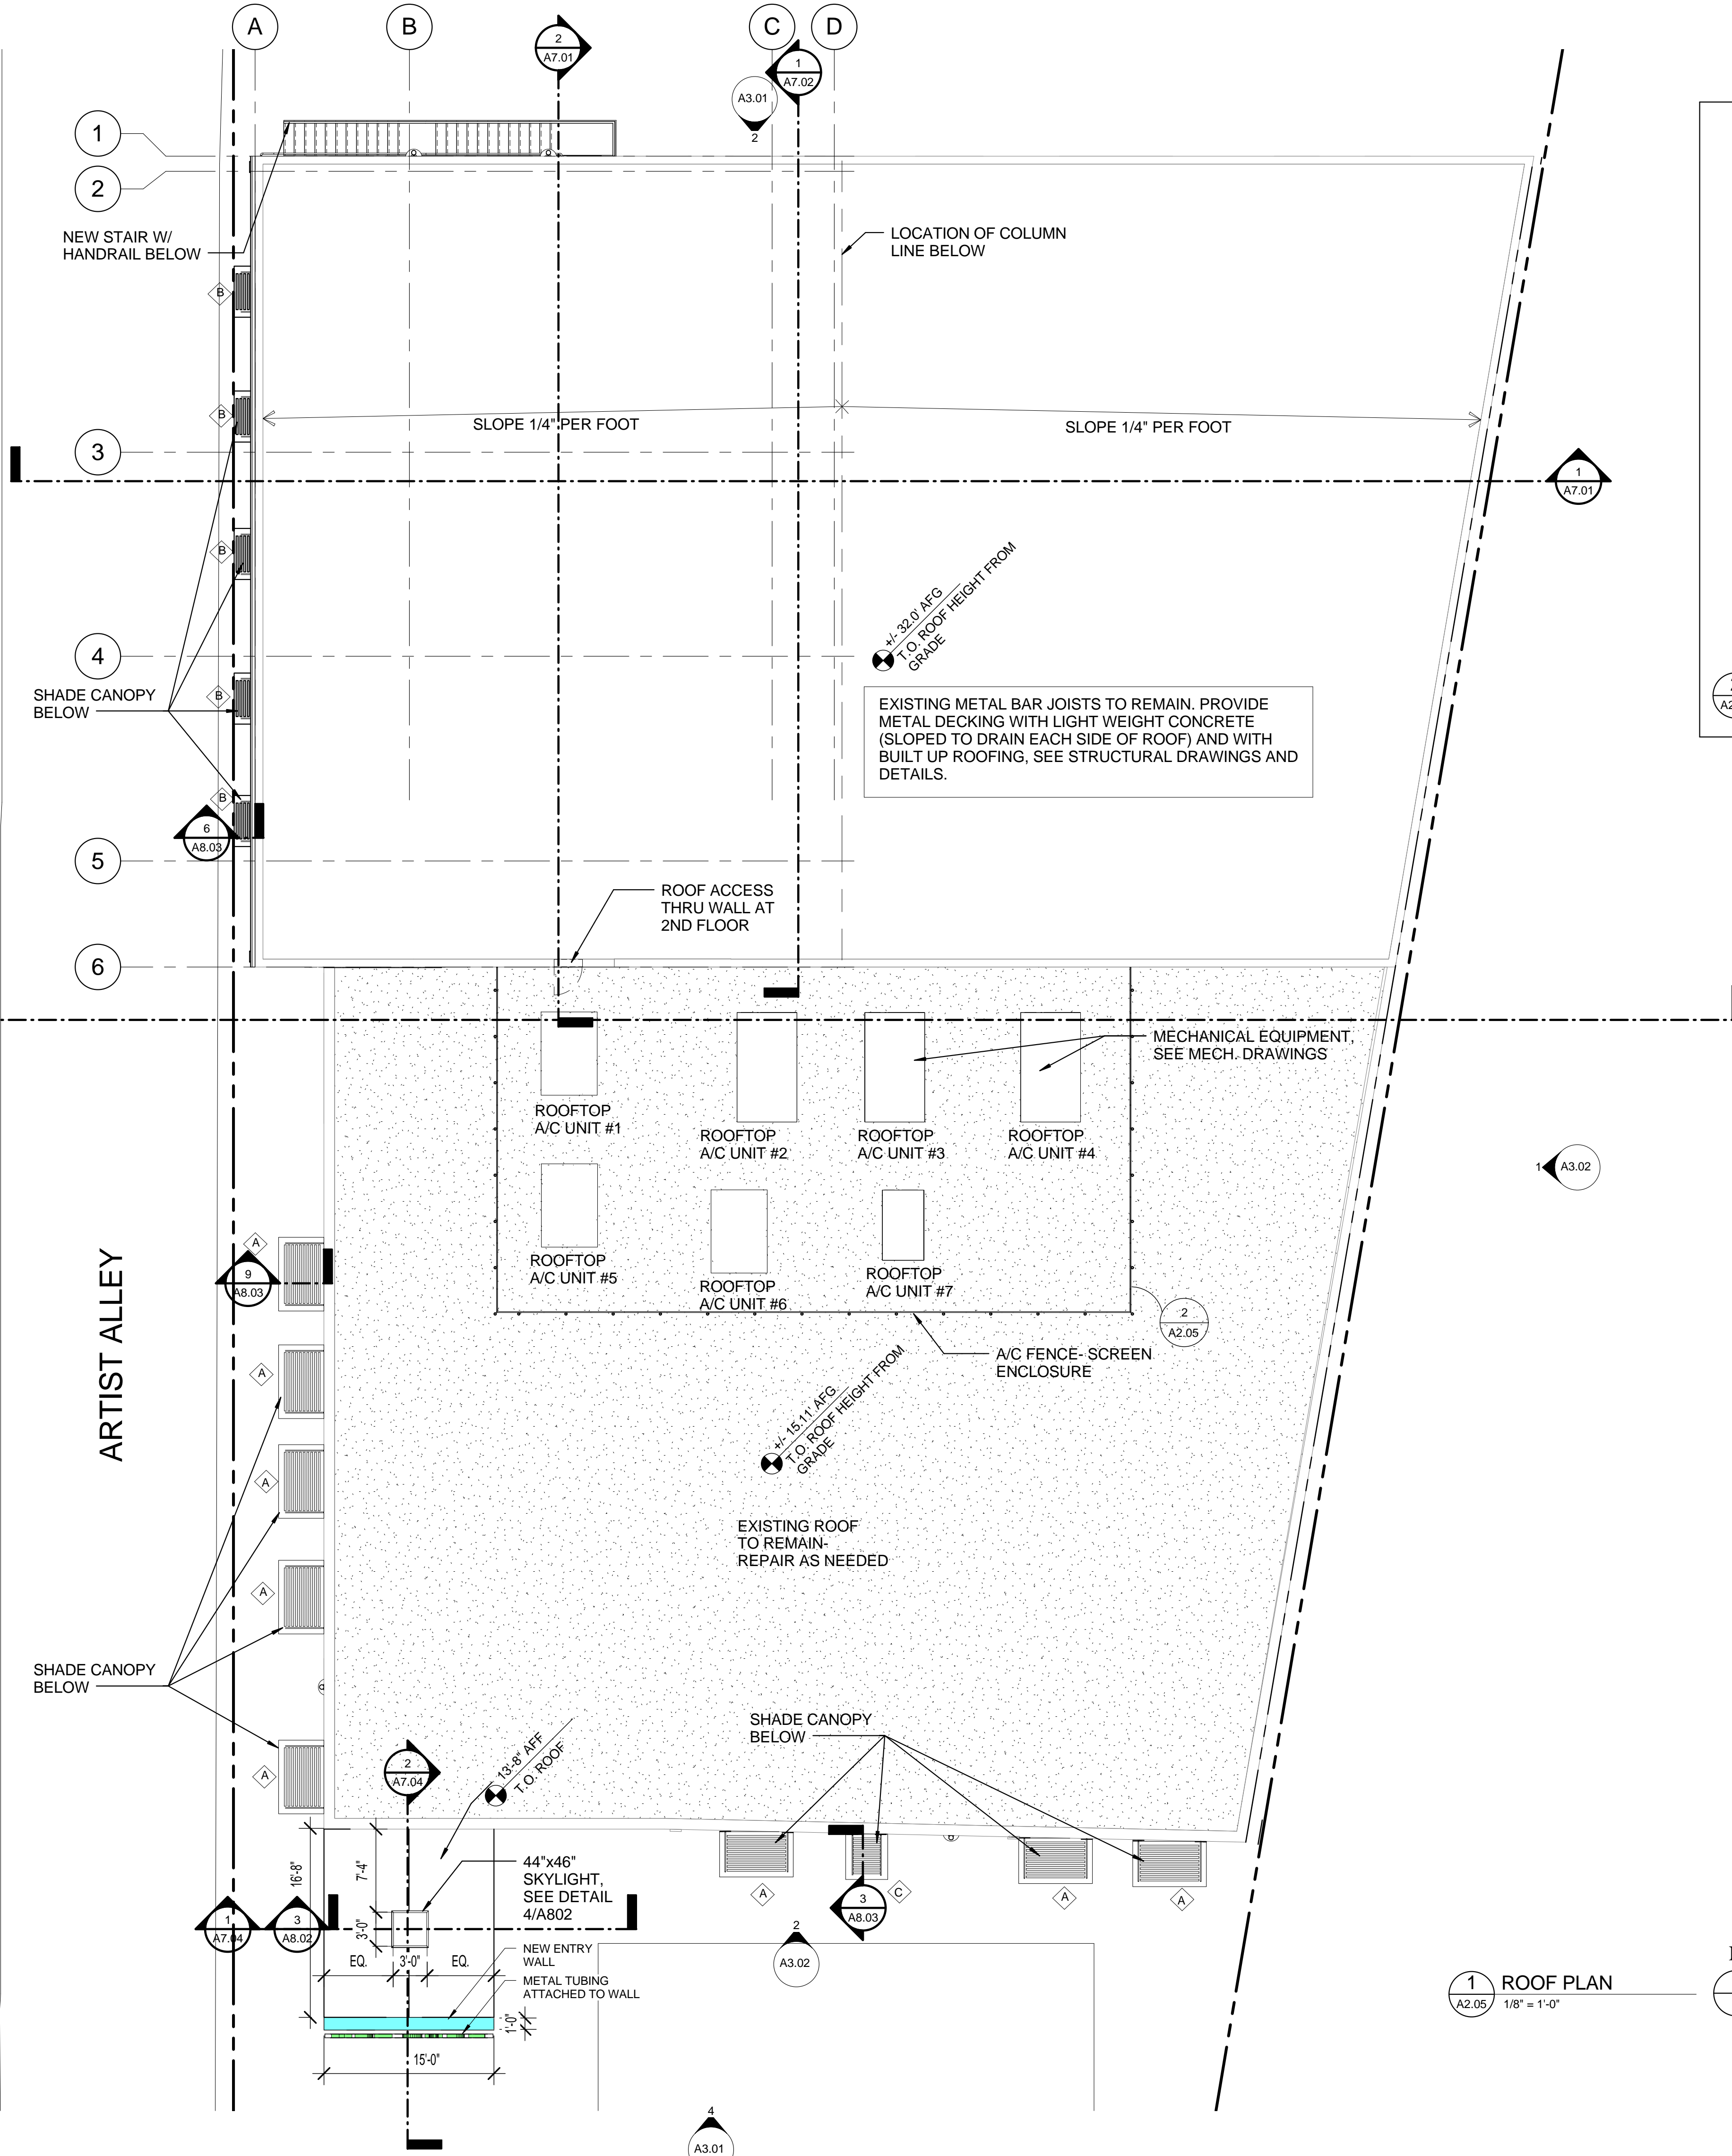 A
B
C
D
2
A7.01
1
A7.02
A3.01
2
1
2
NEW STAIR W/
HANDRAIL BELOW
LOCATION OF COLUMN
LINE BELOW
B
B
SLOPE 1/4" PER FOOT
SLOPE 1/4" PER FOOT
3
1
A7.01
B
+/- 32.0' AFG
T.O. ROOF HEIGHT FROM
GRADE
4
SHADE CANOPY
BELOW
B
EXISTING METAL BAR JOISTS TO REMAIN. PROVIDE
METAL DECKING WITH LIGHT WEIGHT CONCRETE
(SLOPED TO DRAIN EACH SIDE OF ROOF) AND WITH
BUILT UP ROOFING, SEE STRUCTURAL DRAWINGS AND
DETAILS.
B
6
A8.03
5
ROOF ACCESS
THRU WALL AT
2ND FLOOR
6
MECHANICAL EQUIPMENT,
SEE MECH. DRAWINGS
ROOFTOP
A/C UNIT #1
ROOFTOP
A/C UNIT #2
ROOFTOP
A/C UNIT #3
ROOFTOP
A/C UNIT #4
1
A3.02
ROOFTOP
A/C UNIT #5
ROOFTOP
A/C UNIT #6
ROOFTOP
A/C UNIT #7
A
9
A8.03
ARTIST ALLEY
2
A2.05
A/C FENCE- SCREEN
ENCLOSURE
A
+/- 15.11' AFG
T.O. ROOF HEIGHT FROM
GRADE
A
EXISTING ROOF
TO REMAIN-
REPAIR AS NEEDED
A
SHADE CANOPY
BELOW
SHADE CANOPY
BELOW
A
2
A7.04
13'-8" AFF
T.O. ROOF
16'-8"
7'-4"
44"x46"
SKYLIGHT,
SEE DETAIL
4/A802
A
C
A
A
3
A8.03
1
A7.04
3
A8.02
3'-0"
2
A3.02
EQ.
3'-0"
EQ.
NEW ENTRY
WALL
METAL TUBING
ATTACHED TO WALL
1'-0"
15'-0"
1
A2.05
ROOF PLAN
1/8" = 1'-0"
4
A3.01